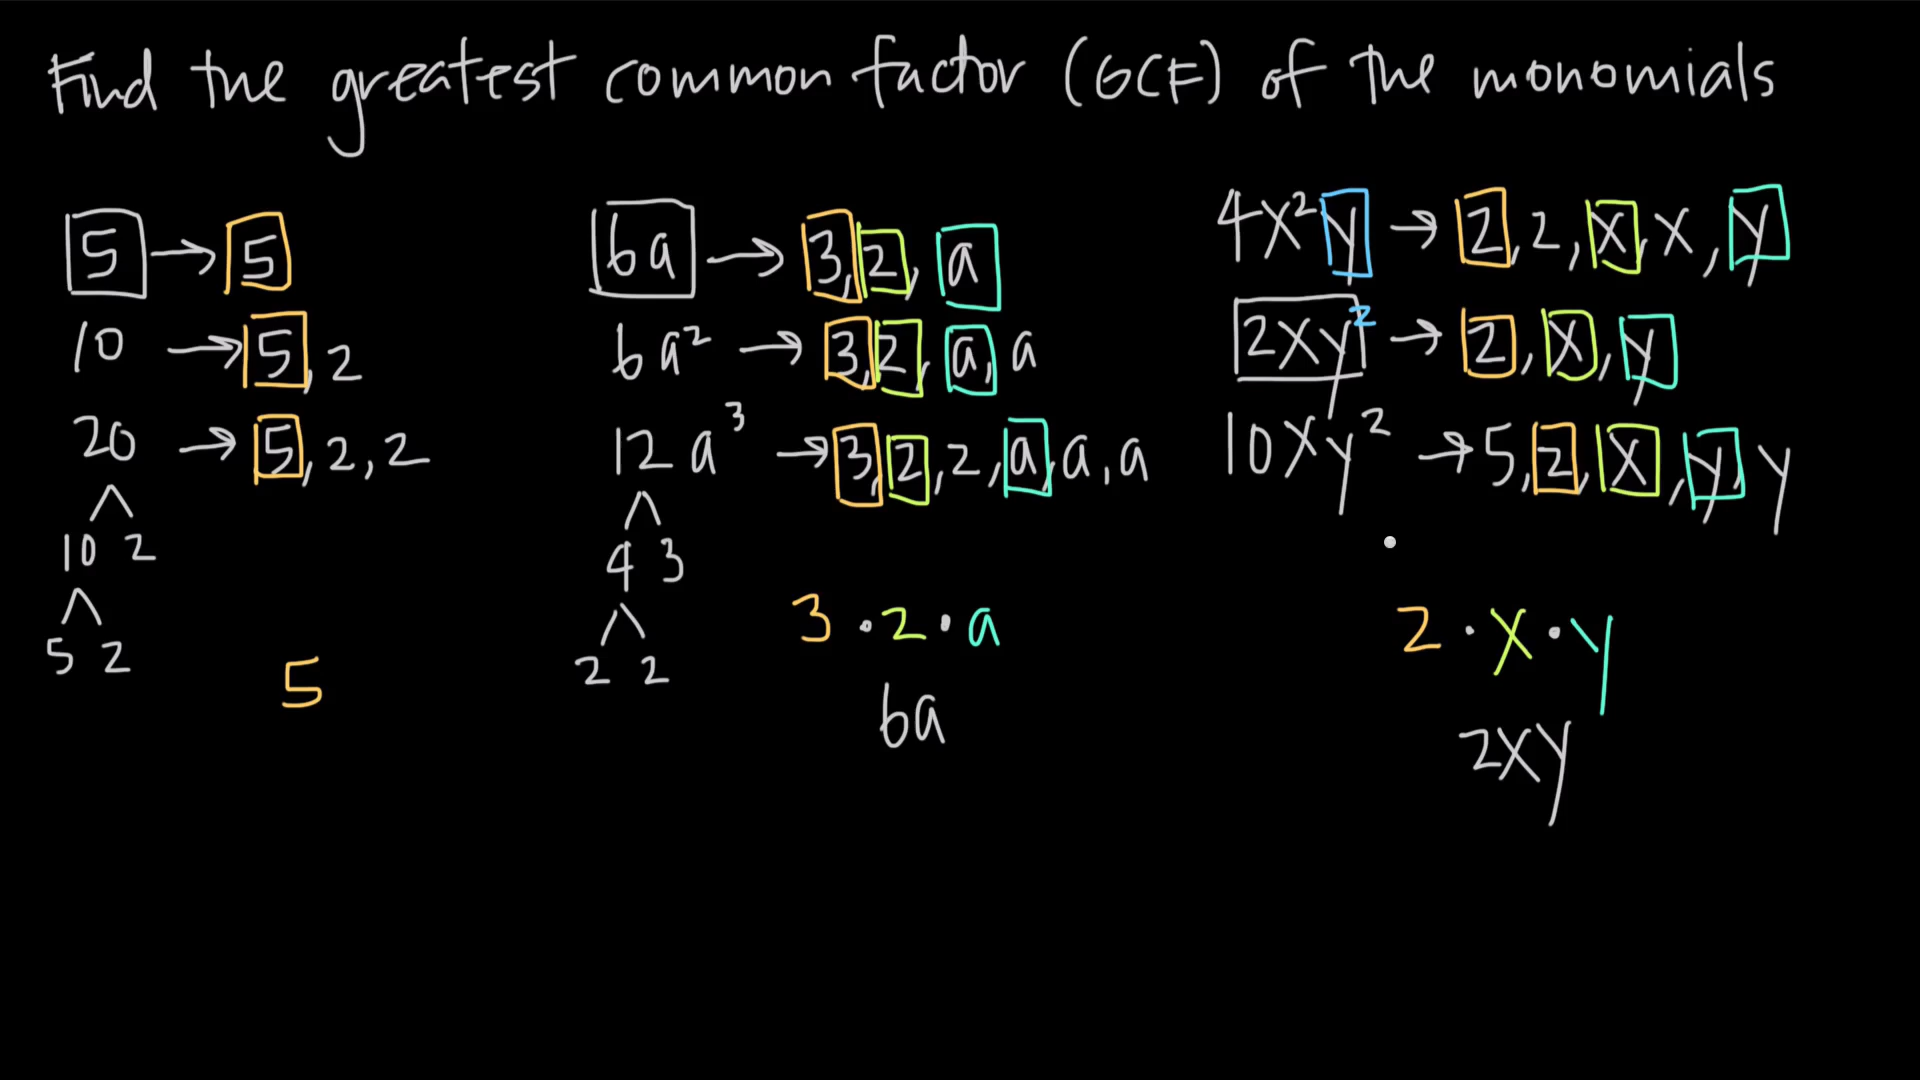 Find the greatest common factor (GCF) of the monomials
5 → 5
10 → 5, 2
20 → 5, 2, 2
10 2
5 2
5
6a → 3, 2, a
6a² → 3, 2, a, a
12a³ → 3, 2, 2, a, a, a
4 3
2 2
3 · 2 · a
6a
4x²y → 2, 2, x, x, y
2xy² → 2, x, y
10xy² → 5, 2, x, y, y
2 · x · y
2xy